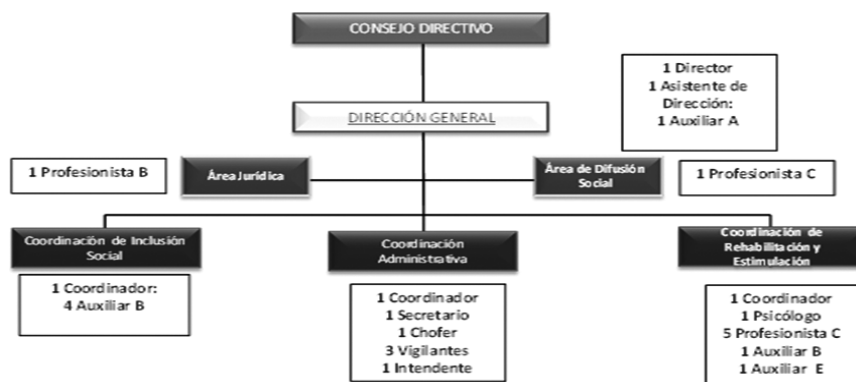 CONSEJO DIRECTIVO
1 Director
1 Asistente de
Dirección:
1 Auxiliar A
DIRECCIÓN GENERAL
1 Profesionista B
Área Jurídica
Área de Difusión
Social
1 Profesionista C
Coordinación de Inclusión
Social
Coordinación
Administrativa
Coordinación de
Rehabilitación y
Estimulación
1 Coordinador:
4 Auxiliar B
1 Coordinador
1 Secretario
1 Chofer
3 Vigilantes
1 Intendente
1 Coordinador
1 Psicólogo
5 Profesionista C
1 Auxiliar B
1 Auxiliar E